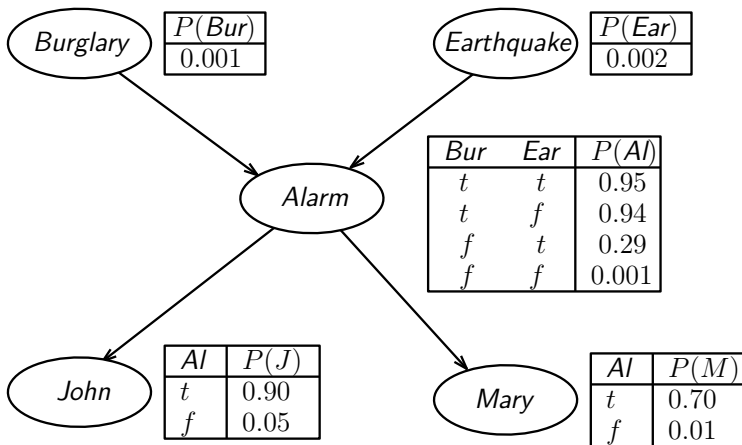 Burglary
P(Bur)
0.001
Earthquake
P(Ear)
0.002
Alarm
Bur Ear P(Al)
t t 0.95
t f 0.94
f t 0.29
f f 0.001
John
Al P(J)
t 0.90
f 0.05
Mary
Al P(M)
t 0.70
f 0.01